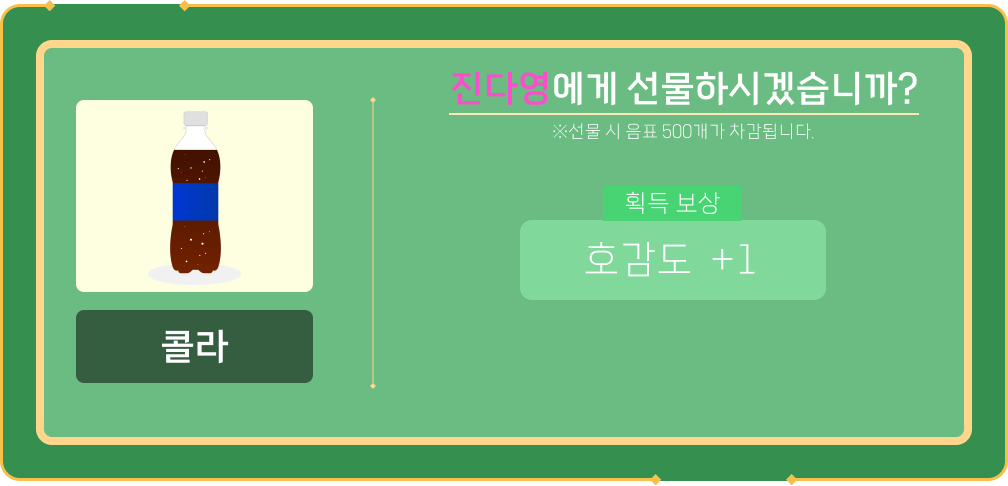 진다영에게 선물하시겠습니까?
※선물 시 음표 500개가 차감됩니다.
획득 보상
호감도 +1
콜라